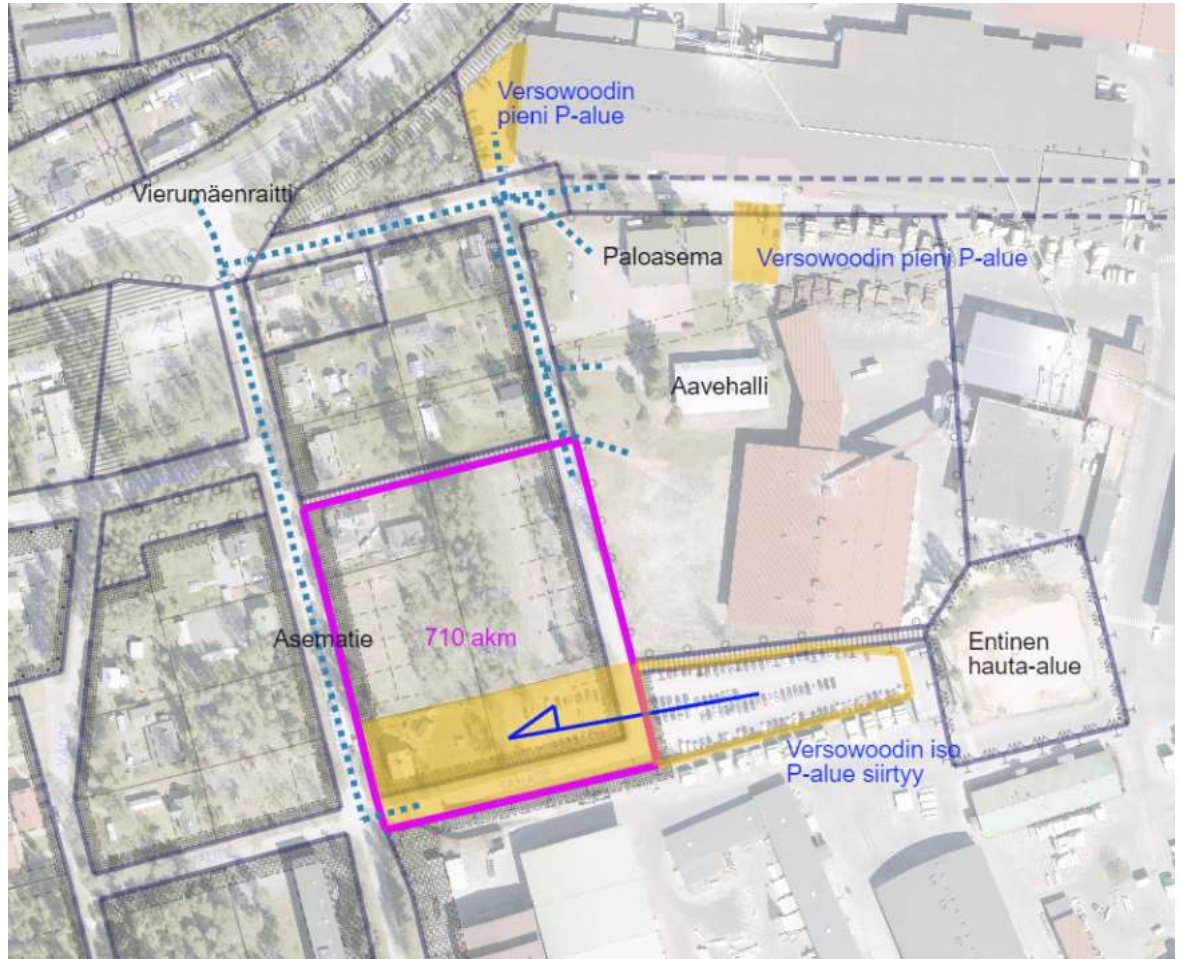 Versowoodin
pieni P-alue
Vierumäenraitti
Paloasema
Versowoodin pieni P-alue
Aavehalli
Asematie
710 akm
Entinen
hauta-alue
Versowoodin iso
P-alue siirtyy